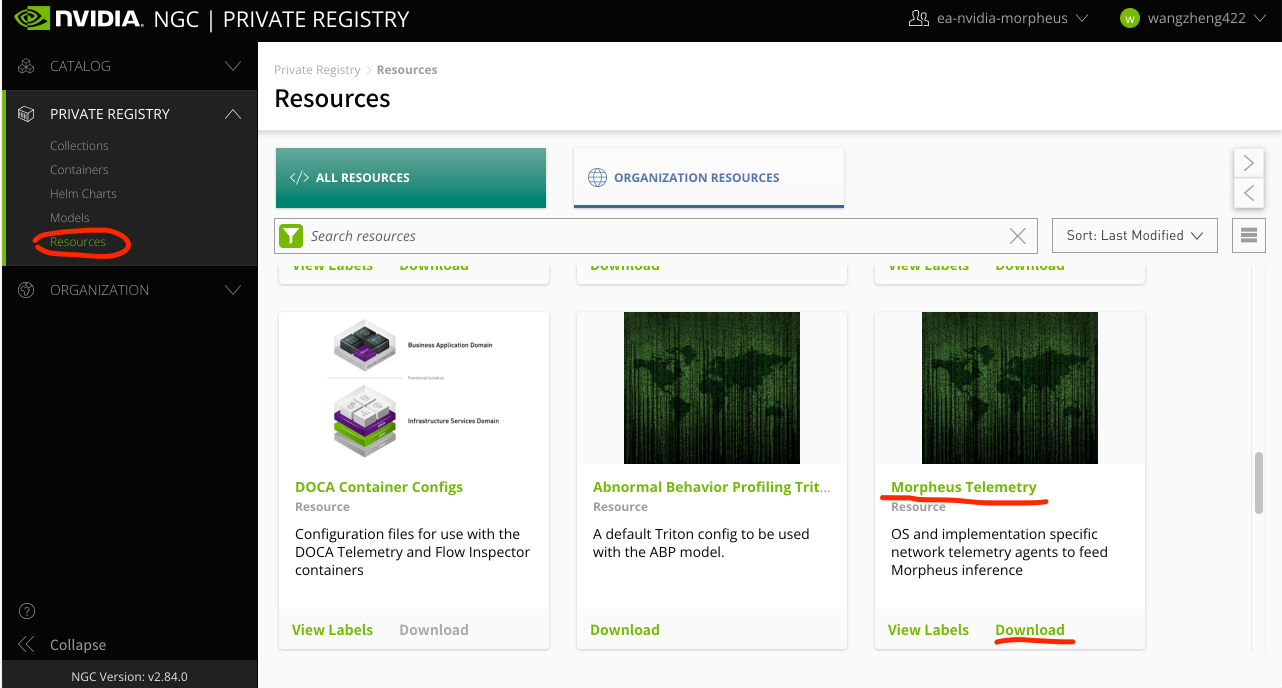 NVIDIA. NGC | PRIVATE REGISTRY
ea-nvidia-morpheus
w wangzheng422
CATALOG
PRIVATE REGISTRY
Collections
Containers
Helm Charts
Models
Resources
ORGANIZATION
Collapse
NGC Version: v2.84.0
Private Registry > Resources
Resources
</> ALL RESOURCES
ORGANIZATION RESOURCES
Search resources
Sort: Last Modified
View Labels Download
Download
View Labels Download
Business Application Domain
Functional Isolation
Infrastructure Services Domain
DOCA Container Configs
Resource
Configuration files for use with the
DOCA Telemetry and Flow Inspector
containers
View Labels Download
Abnormal Behavior Profiling Trit...
Resource
A default Triton config to be used
with the ABP model.
Download
Morpheus Telemetry
Resource
OS and implementation specific
network telemetry agents to feed
Morpheus inference
View Labels Download